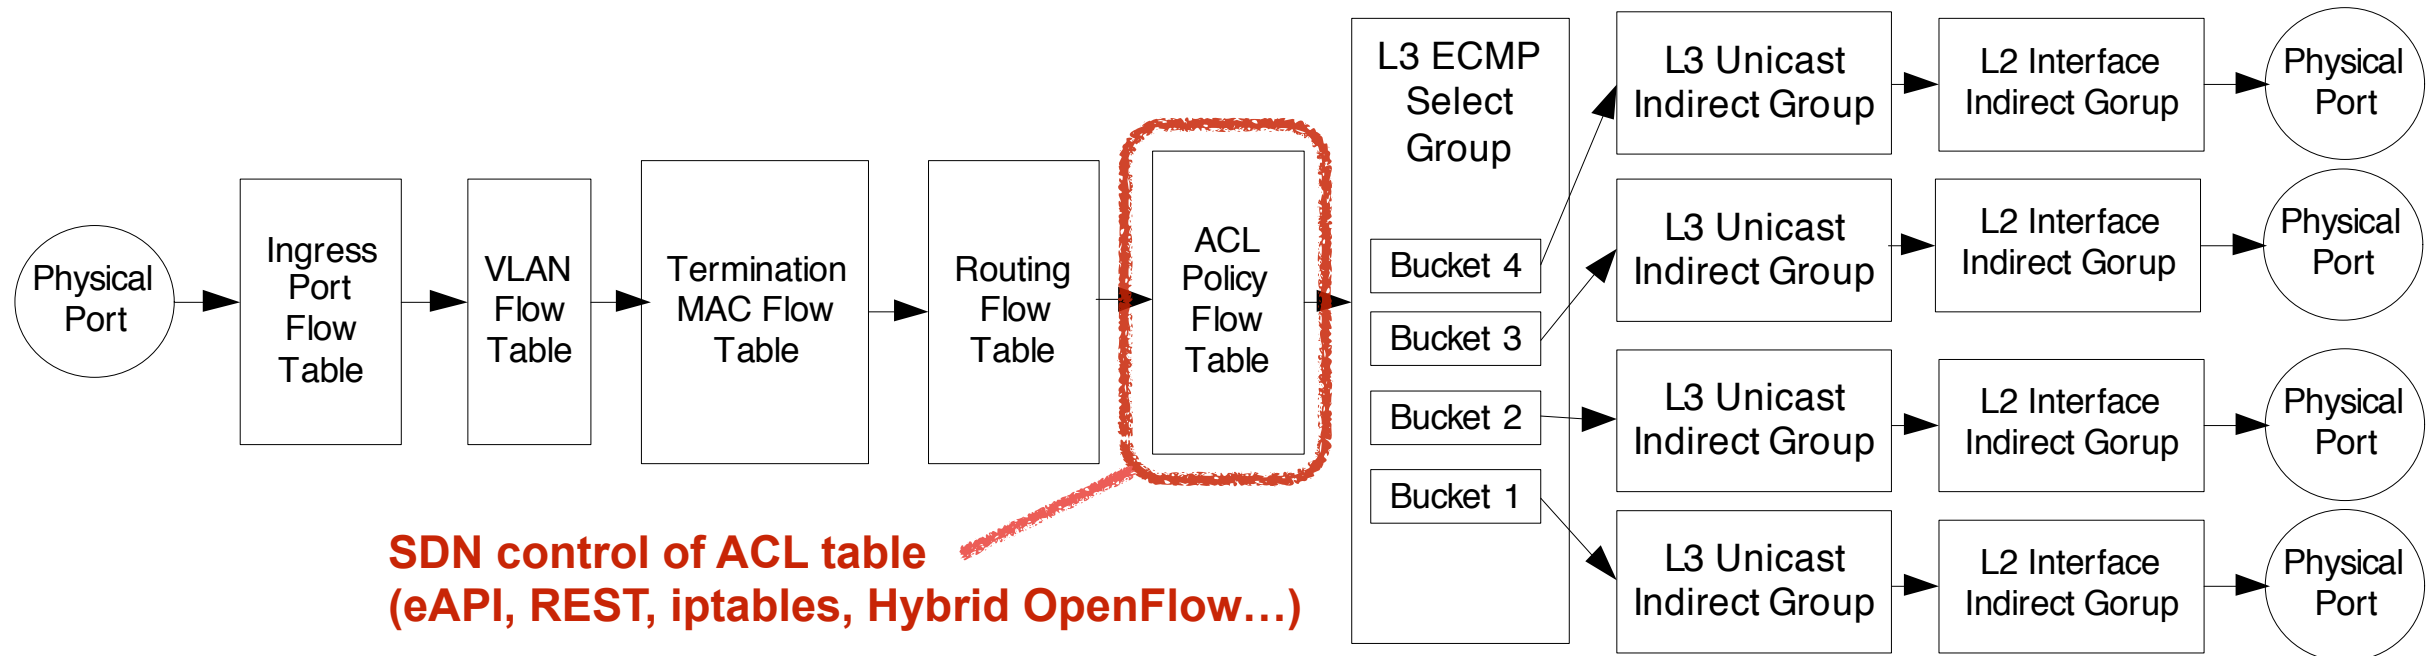 Physical
Port
Ingress
Port
Flow
Table
VLAN
Flow
Table
Termination
MAC Flow
Table
Routing
Flow
Table
ACL
Policy
Flow
Table
L3 ECMP
Select
Group
Bucket 4
Bucket 3
Bucket 2
Bucket 1
L3 Unicast
Indirect Group
L2 Interface
Indirect Gorup
Physical
Port
L3 Unicast
Indirect Group
L2 Interface
Indirect Gorup
Physical
Port
L3 Unicast
Indirect Group
L2 Interface
Indirect Gorup
Physical
Port
L3 Unicast
Indirect Group
L2 Interface
Indirect Gorup
Physical
Port
SDN control of ACL table
(eAPI, REST, iptables, Hybrid OpenFlow…)